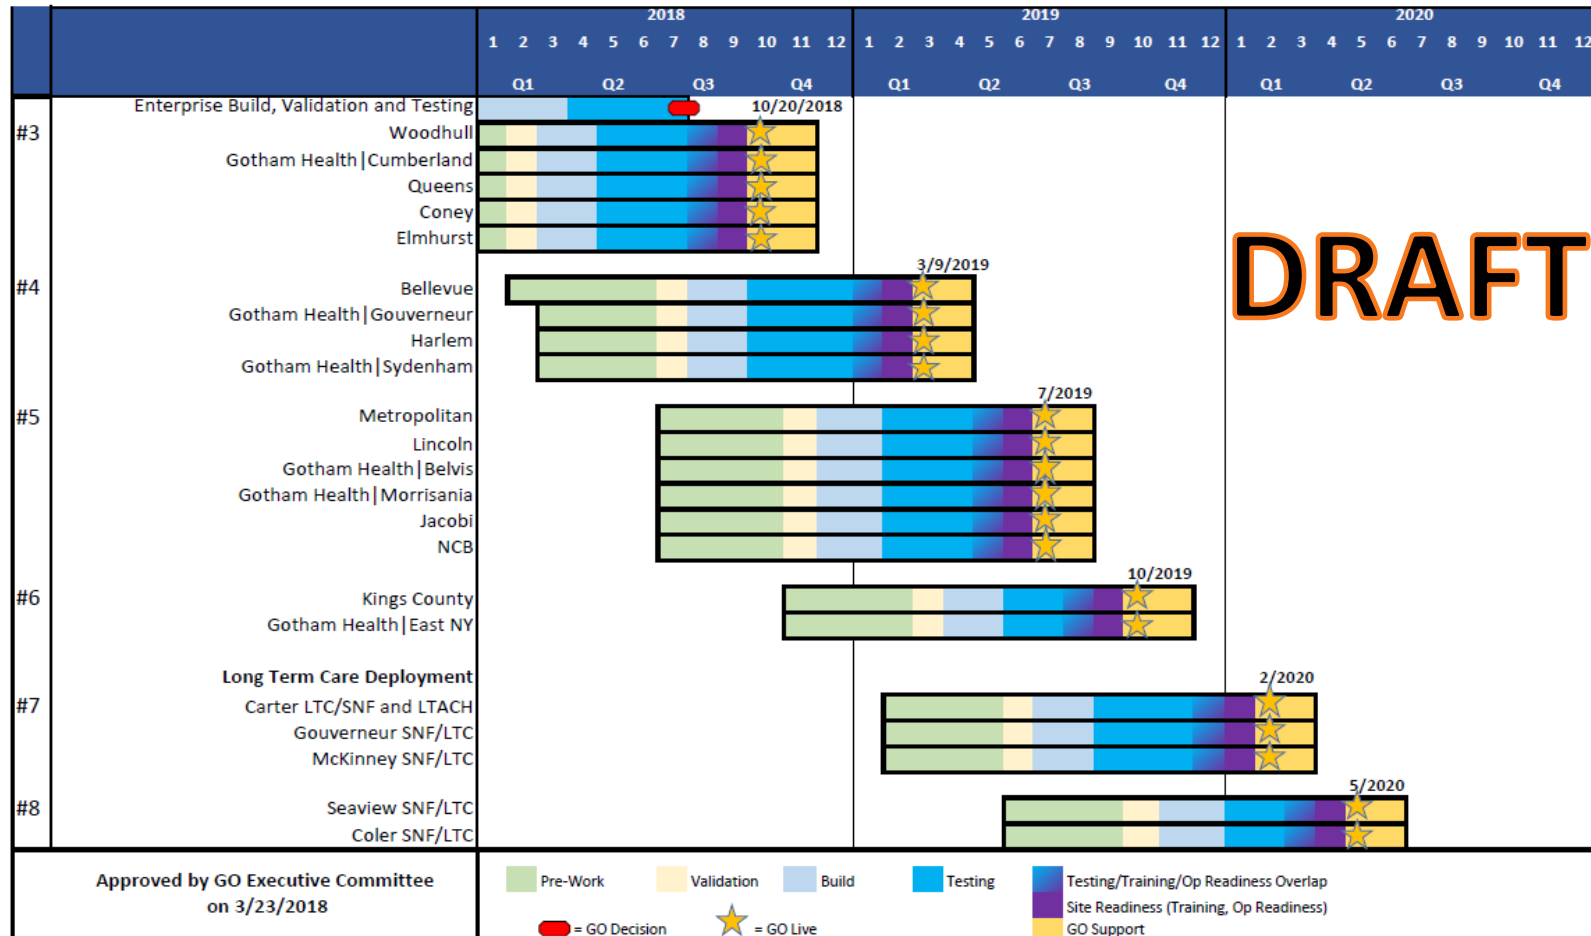 2018 2019 2020
1 2 3 4 5 6 7 8 9 10 11 12 1 2 3 4 5 6 7 8 9 10 11 12 1 2 3 4 5 6 7 8 9 10 11 12
Q1 Q2 Q3 Q4 Q1 Q2 Q3 Q4 Q1 Q2 Q3 Q4
Enterprise Build, Validation and Testing 10/20/2018
#3 Woodhull
Gotham Health|Cumberland
Queens
Coney
Elmhurst
DRAFT
3/9/2019
#4 Bellevue
Gotham Health|Gouverneur
Harlem
Gotham Health|Sydenham
7/2019
#5 Metropolitan
Lincoln
Gotham Health|Belvis
Gotham Health|Morrisania
Jacobi
NCB
10/2019
#6 Kings County
Gotham Health|East NY
Long Term Care Deployment 2/2020
#7 Carter LTC/SNF and LTACH
Gouverneur SNF/LTC
McKinney SNF/LTC
5/2020
#8 Seaview SNF/LTC
Coler SNF/LTC
Approved by GO Executive Committee
on 3/23/2018
Pre-Work Validation Build Testing Testing/Training/Op Readiness Overlap
Site Readiness (Training, Op Readiness)
= GO Decision = GO Live GO Support